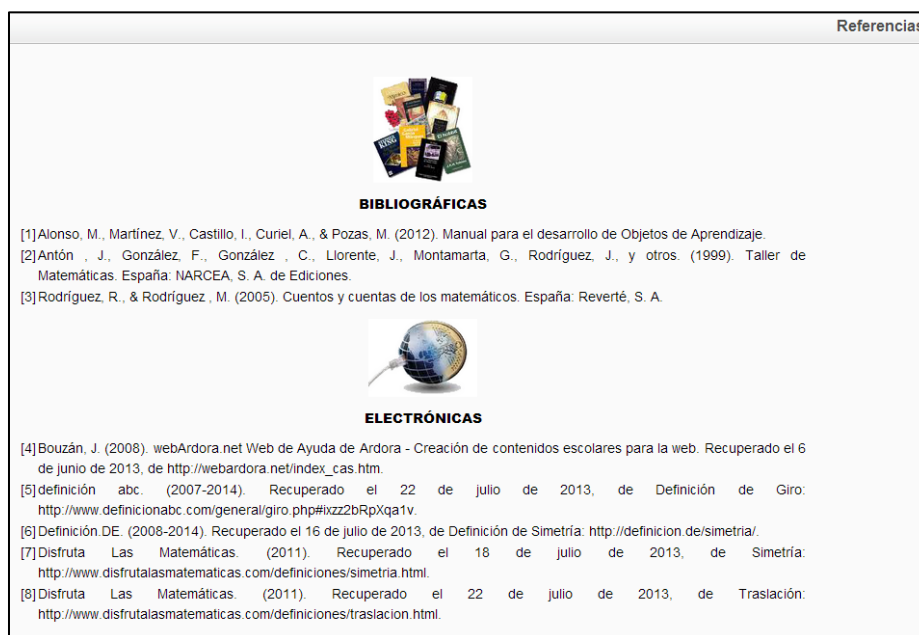 Referencias
BIBLIOGRÁFICAS
[1] Alonso, M., Martínez, V., Castillo, I., Curiel, A., & Pozas, M. (2012). Manual para el desarrollo de Objetos de Aprendizaje.
[2] Antón , J., González, F., González , C., Llorente, J., Montamarta, G., Rodríguez, J., y otros. (1999). Taller de
Matemáticas. España: NARCEA, S. A. de Ediciones.
[3] Rodríguez, R., & Rodríguez , M. (2005). Cuentos y cuentas de los matemáticos. España: Reverté, S. A.
ELECTRÓNICAS
[4] Bouzán, J. (2008). webArdora.net Web de Ayuda de Ardora - Creación de contenidos escolares para la web. Recuperado el 6
de junio de 2013, de http://webardora.net/index_cas.htm.
[5] definición abc. (2007-2014). Recuperado el 22 de julio de 2013, de Definición de Giro:
http://www.definicionabc.com/general/giro.php#ixzz2bRpXqa1v.
[6] Definición.DE. (2008-2014). Recuperado el 16 de julio de 2013, de Definición de Simetría: http://definicion.de/simetria/.
[7] Disfruta Las Matemáticas. (2011). Recuperado el 18 de julio de 2013, de Simetría:
http://www.disfrutalasmatematicas.com/definiciones/simetria.html.
[8] Disfruta Las Matemáticas. (2011). Recuperado el 22 de julio de 2013, de Traslación:
http://www.disfrutalasmatematicas.com/definiciones/traslacion.html.